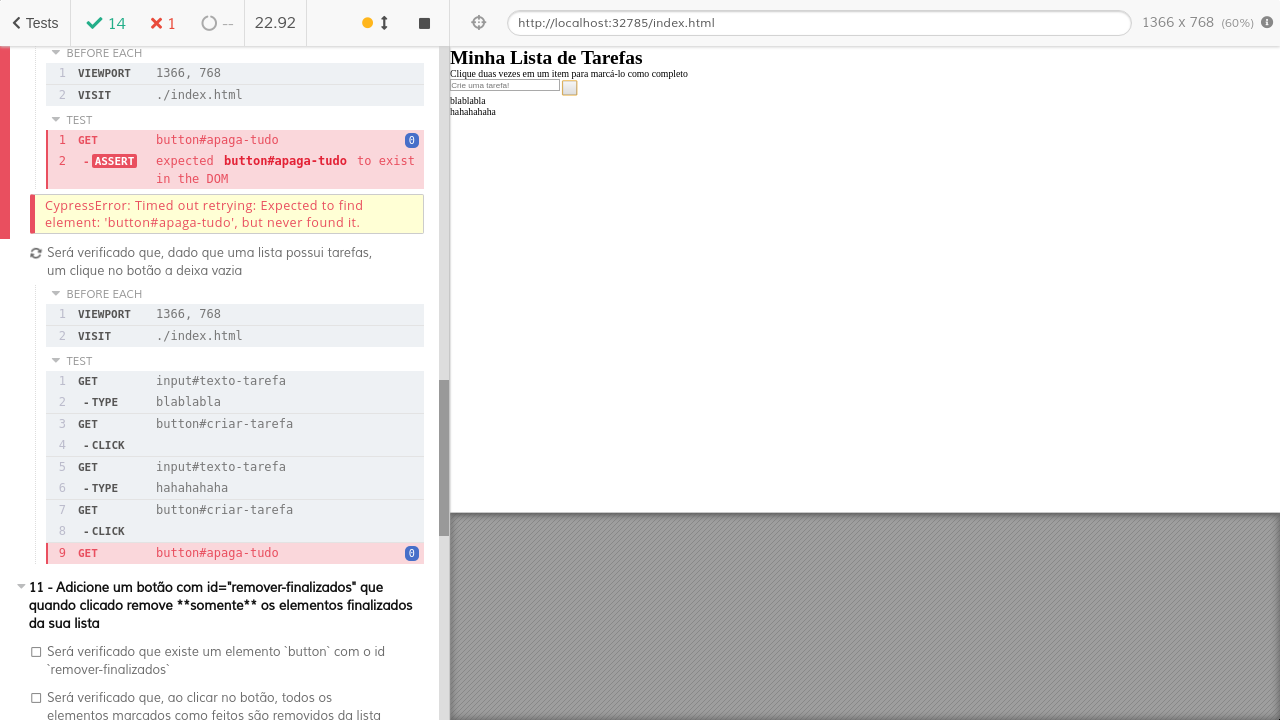 Tests
14
1
--
22.92
http://localhost:32785/index.html
1366 x 768 (60%)
BEFORE EACH
1 VIEWPORT 1366, 768
2 VISIT ./index.html
TEST
1 GET button#apaga-tudo 0
2 - ASSERT expected button#apaga-tudo to exist
in the DOM
CypressError: Timed out retrying: Expected to find
element: 'button#apaga-tudo', but never found it.
Será verificado que, dado que uma lista possui tarefas,
um clique no botão a deixa vazia
BEFORE EACH
1 VIEWPORT 1366, 768
2 VISIT ./index.html
TEST
1 GET input#texto-tarefa
2 - TYPE blablabla
3 GET button#criar-tarefa
4 - CLICK
5 GET input#texto-tarefa
6 - TYPE hahahahaha
7 GET button#criar-tarefa
8 - CLICK
9 GET button#apaga-tudo 0
11 - Adicione um botão com id="remover-finalizados" que
quando clicado remove **somente** os elementos finalizados
da sua lista
Será verificado que existe um elemento `button` com o id
`remover-finalizados`
Será verificado que, ao clicar no botão, todos os
elementos marcados como feitos são removidos da lista
Minha Lista de Tarefas
Clique duas vezes em um item para marcá-lo como completo
Crie uma tarefa!
blablabla
hahahahaha